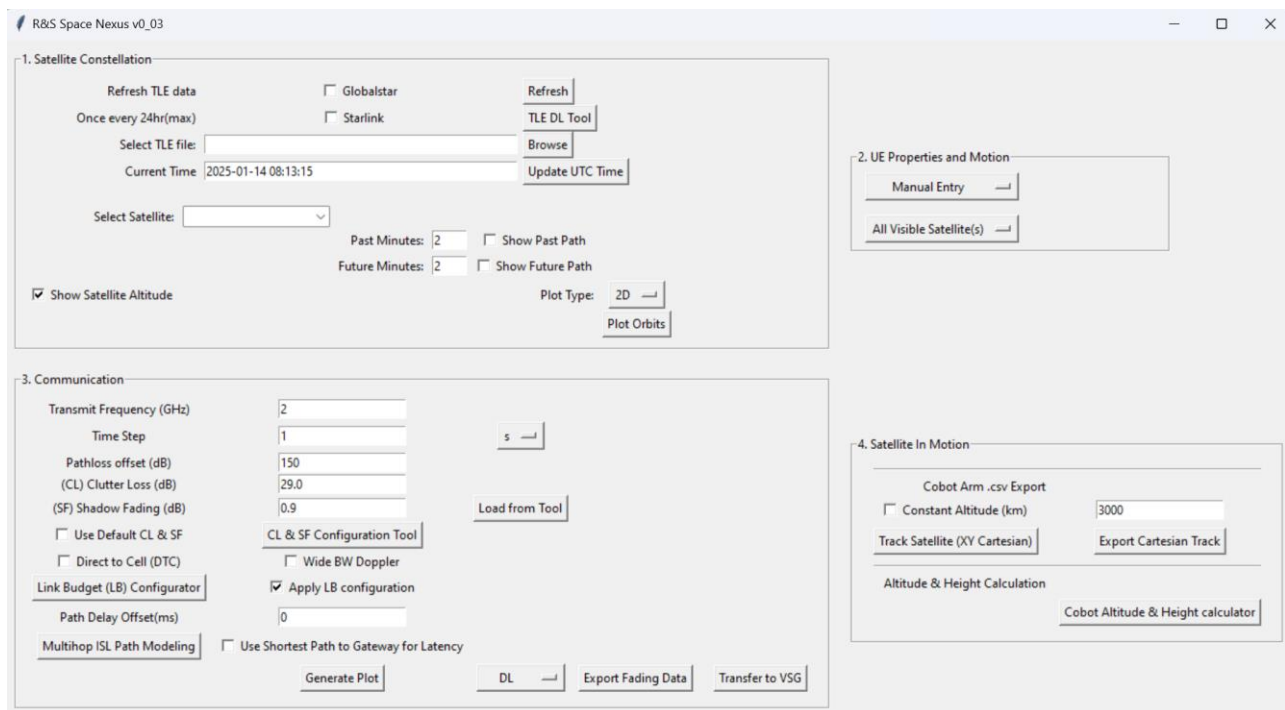 R&S Space Nexus v0_03
1. Satellite Constellation
Refresh TLE data Globalstar Refresh
Once every 24hr(max) Starlink TLE DL Tool
Select TLE file: Browse
Current Time 2025-01-14 08:13:15 Update UTC Time
Select Satellite:
Past Minutes: 2 Show Past Path
Future Minutes: 2 Show Future Path
Show Satellite Altitude Plot Type: 2D
Plot Orbits
2. UE Properties and Motion
Manual Entry
All Visible Satellite(s)
3. Communication
Transmit Frequency (GHz) 2
Time Step 1 s
Pathloss offset (dB) 150
(CL) Clutter Loss (dB) 29.0
(SF) Shadow Fading (dB) 0.9 Load from Tool
Use Default CL & SF CL & SF Configuration Tool
Direct to Cell (DTC) Wide BW Doppler
Link Budget (LB) Configurator Apply LB configuration
Path Delay Offset(ms) 0
Multihop ISL Path Modeling Use Shortest Path to Gateway for Latency
Generate Plot DL Export Fading Data Transfer to VSG
4. Satellite In Motion
Cobot Arm .csv Export
Constant Altitude (km) 3000
Track Satellite (XY Cartesian) Export Cartesian Track
Altitude & Height Calculation
Cobot Altitude & Height calculator